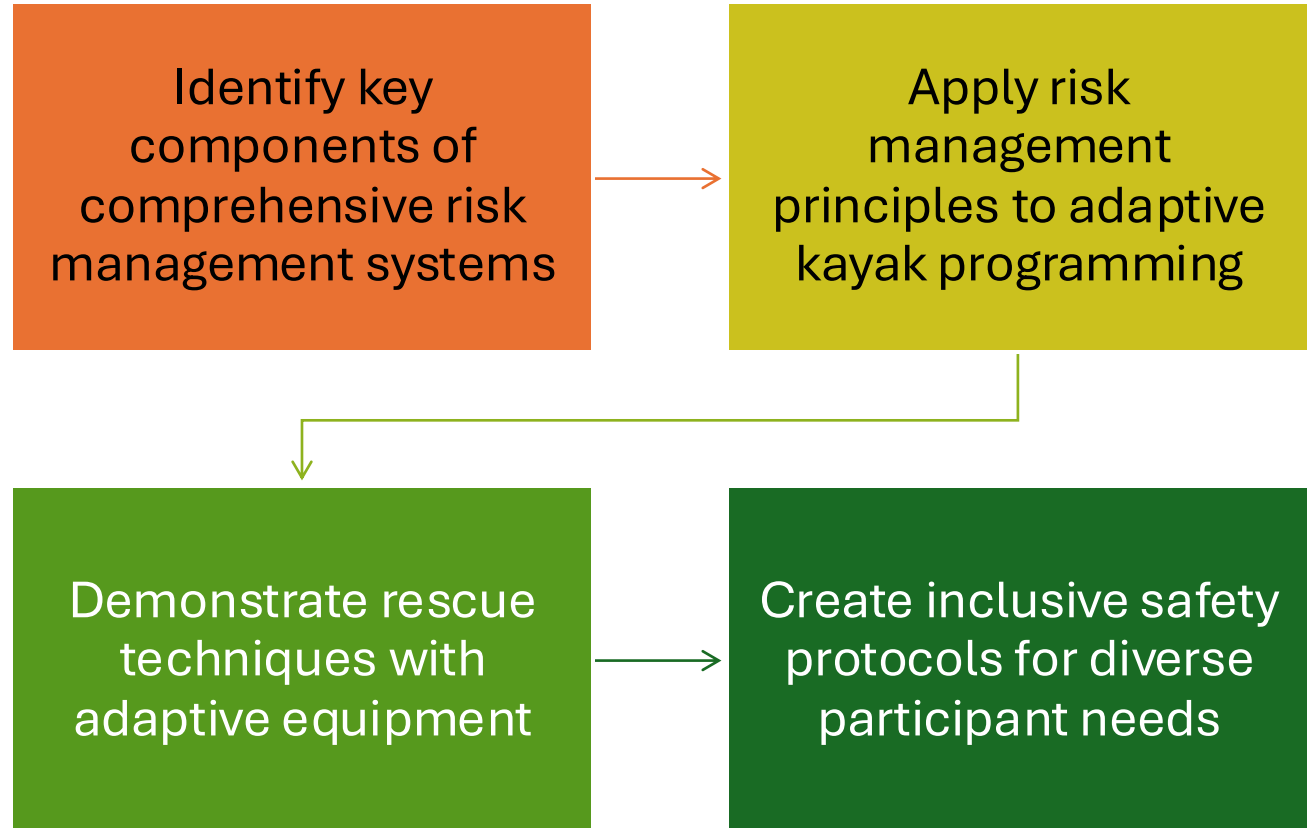 Identify key
components of
comprehensive risk
management systems
Apply risk
management
principles to adaptive
kayak programming
Demonstrate rescue
techniques with
adaptive equipment
Create inclusive safety
protocols for diverse
participant needs